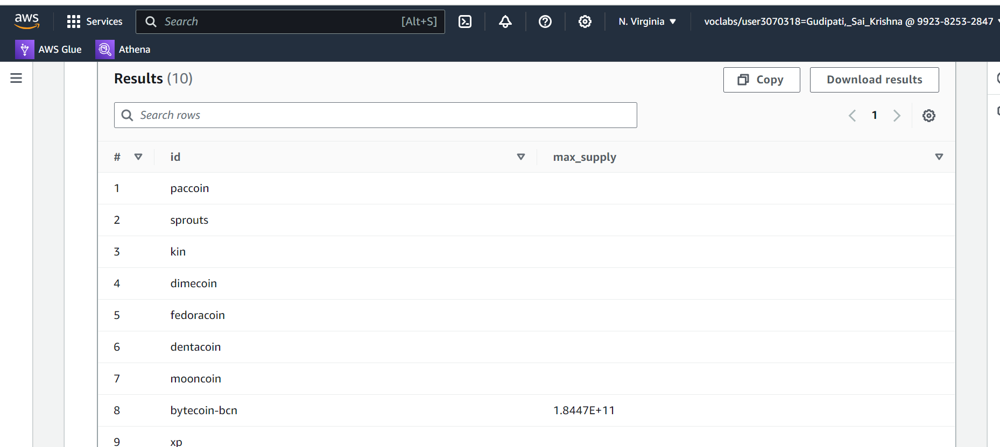 aws Services Search [Alt+S] N. Virginia voclabs/user3070318=Gudipati,_Sai_Krishna @ 9923-8253-2847
AWS Glue Athena
Results (10) Copy Download results
Search rows 1
# id max_supply
1 paccoin
2 sprouts
3 kin
4 dimecoin
5 fedoracoin
6 dentacoin
7 mooncoin
8 bytecoin-bcn 1.8447E+11
9 xp